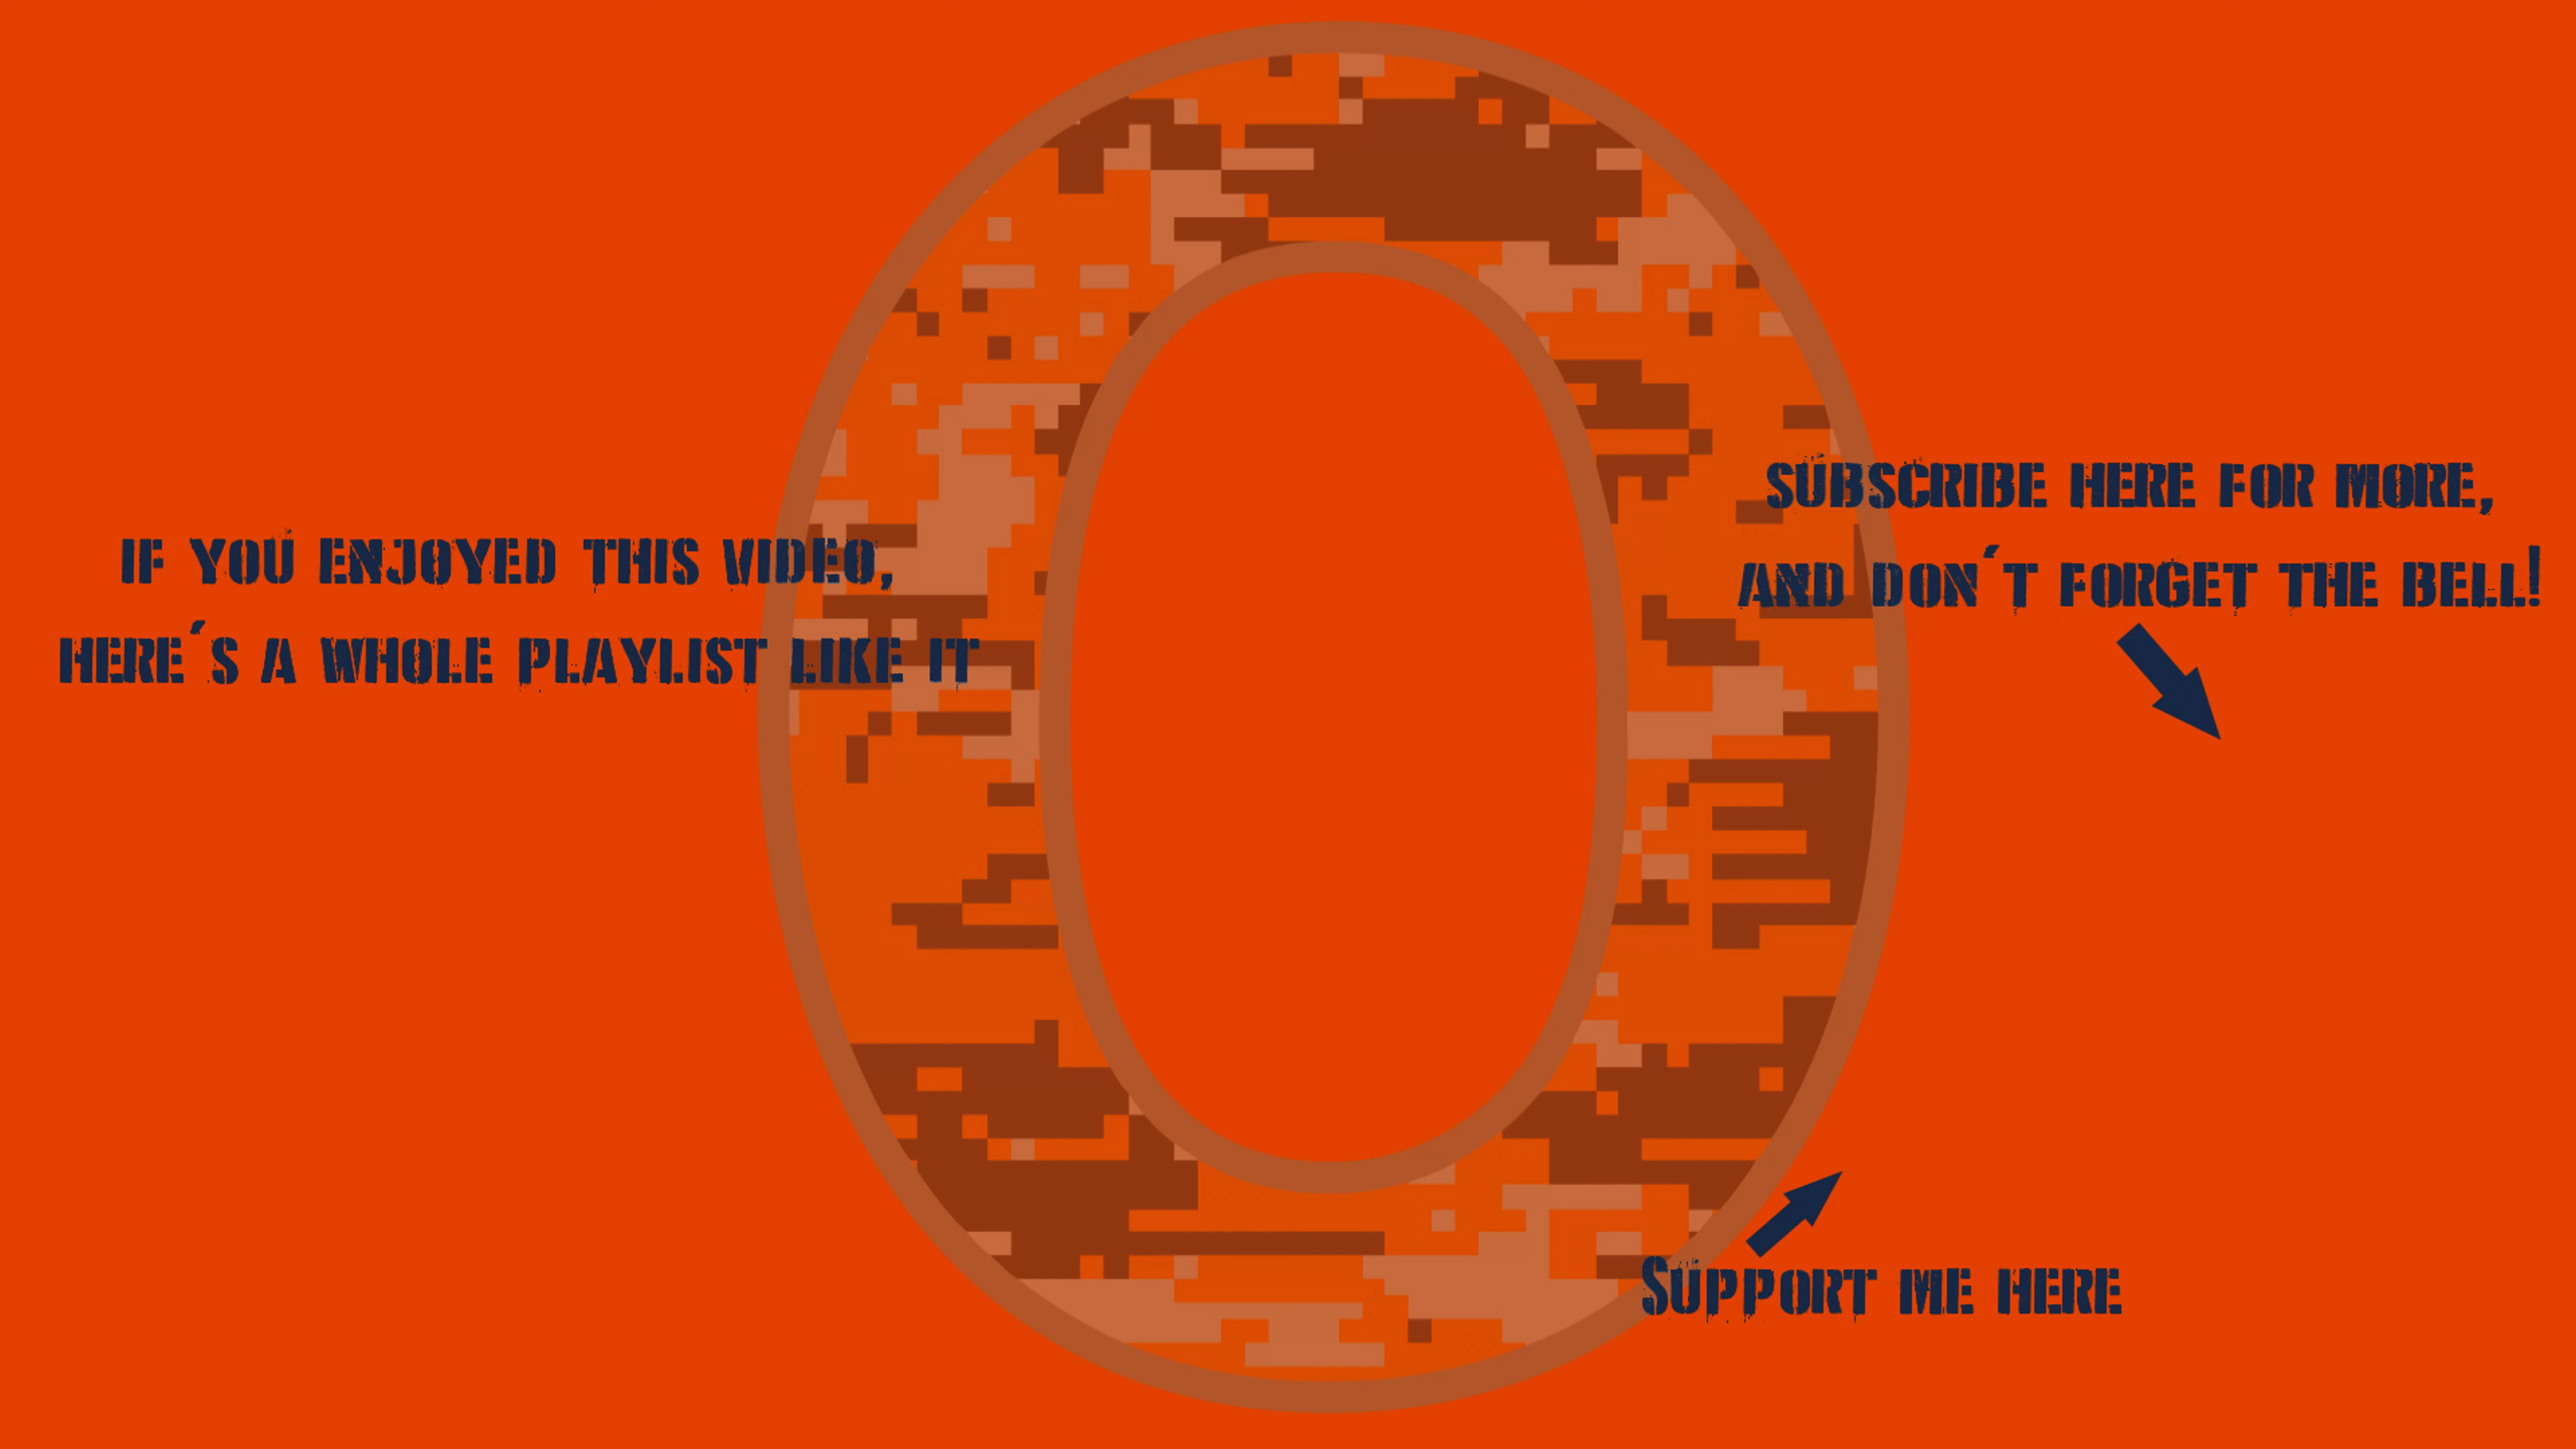 IF YOU ENJOYED THIS VIDEO,
HERE´S A WHOLE PLAYLIST LIKE IT
SUBSCRIBE HERE FOR MORE,
AND DON´T FORGET THE BELL!
SUPPORT ME HERE
O